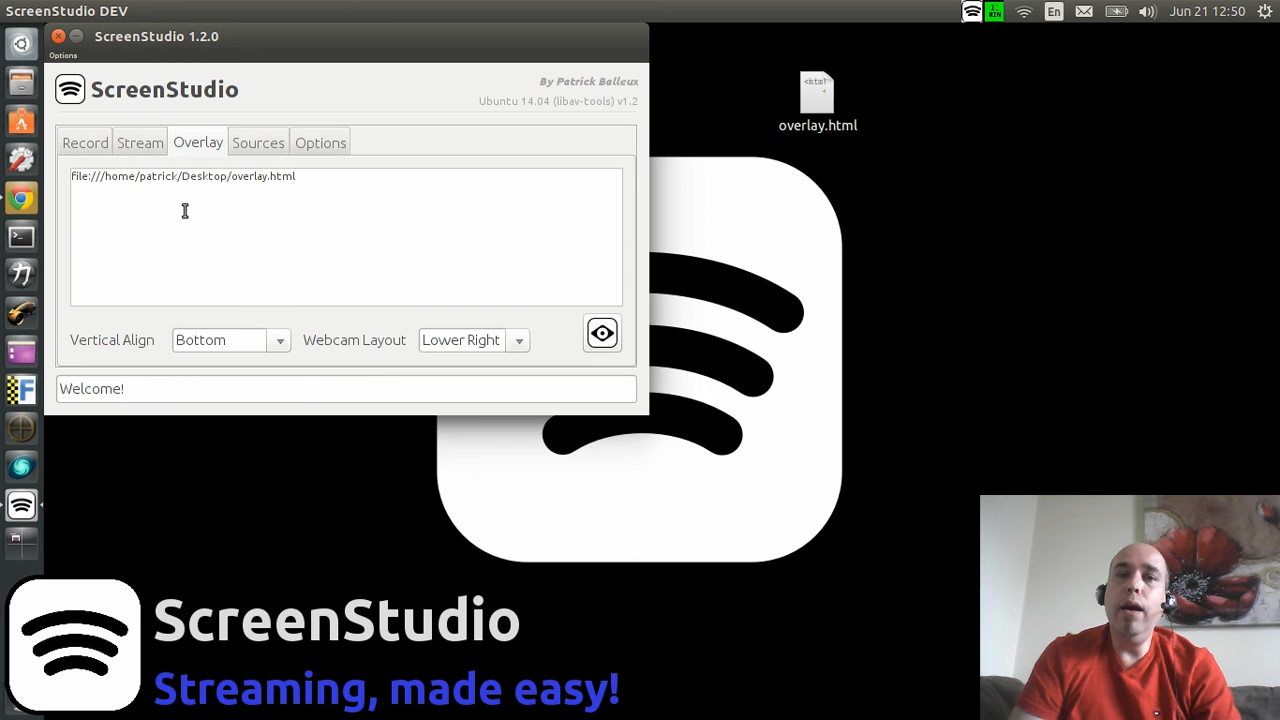 ScreenStudio DEV
En
Jun 21 12:50
ScreenStudio 1.2.0
Options
ScreenStudio
By Patrick Balleux
Ubuntu 14.04 (libav-tools) v1.2
Record
Stream
Overlay
Sources
Options
file:///home/patrick/Desktop/overlay.html
Vertical Align
Bottom
Webcam Layout
Lower Right
Welcome!
<html
overlay.html
ScreenStudio
Streaming, made easy!